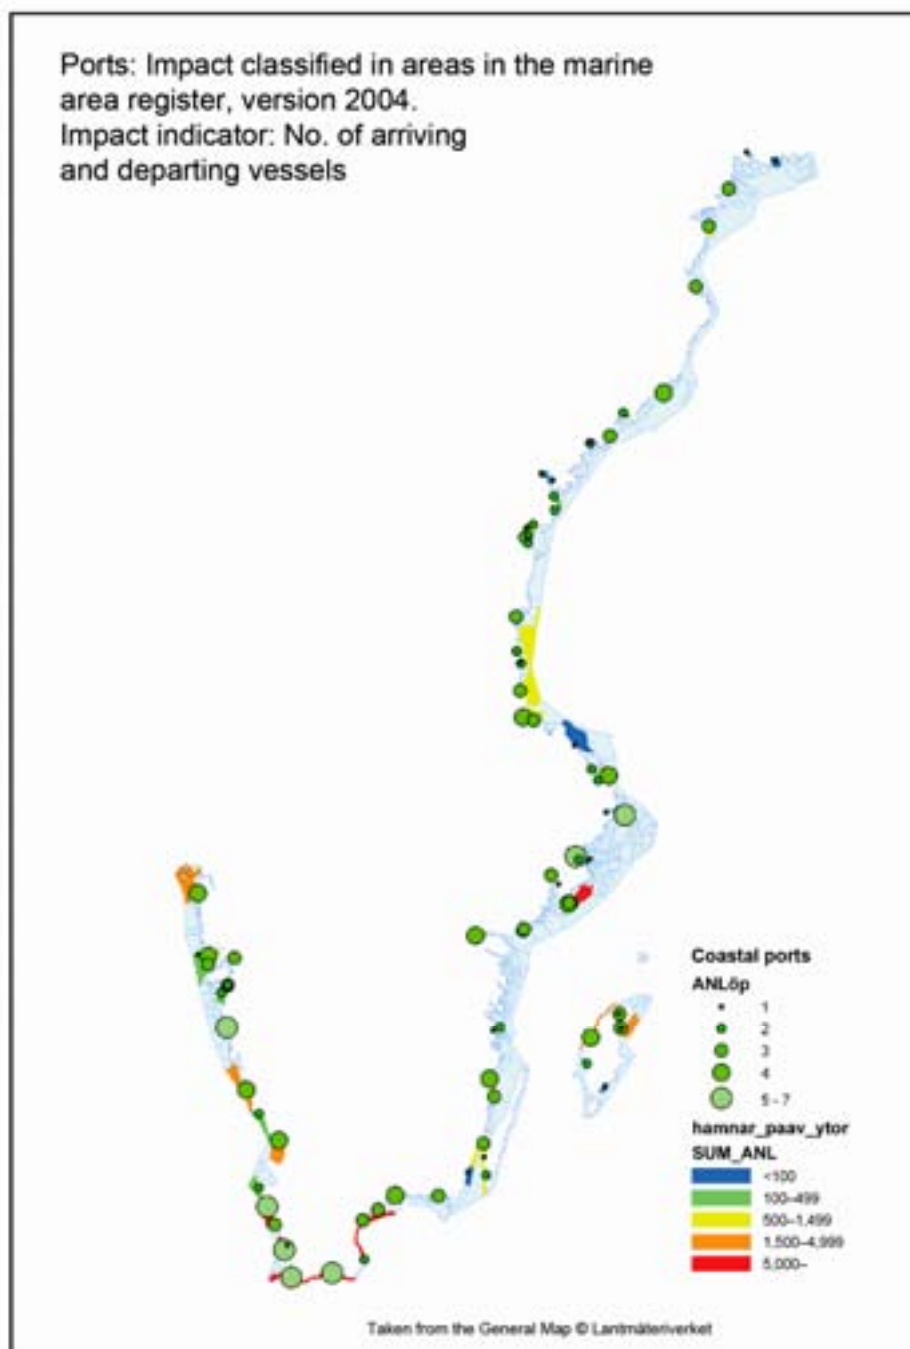 Ports: Impact classified in areas in the marine
area register, version 2004.
Impact indicator: No. of arriving
and departing vessels
Coastal ports
ANLöp
1
2
3
4
5 - 7
hamnar_paav_ytor
SUM_ANL
<100
100–499
500–1,499
1,500–4,999
5,000–
Taken from the General Map © Lantmäteriverket